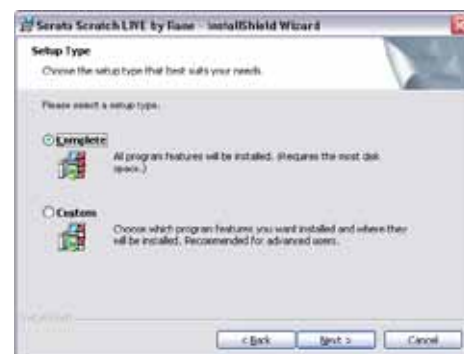 Serato Scratch LIVE by Rane - InstallShield Wizard
Setup Type
Choose the setup type that best suits your needs.
Please select a setup type.
Complete
All program features will be installed. (Requires the most disk
space.)
Custom
Choose which program features you want installed and where they
will be installed. Recommended for advanced users.
InstallShield
< Back
Next >
Cancel